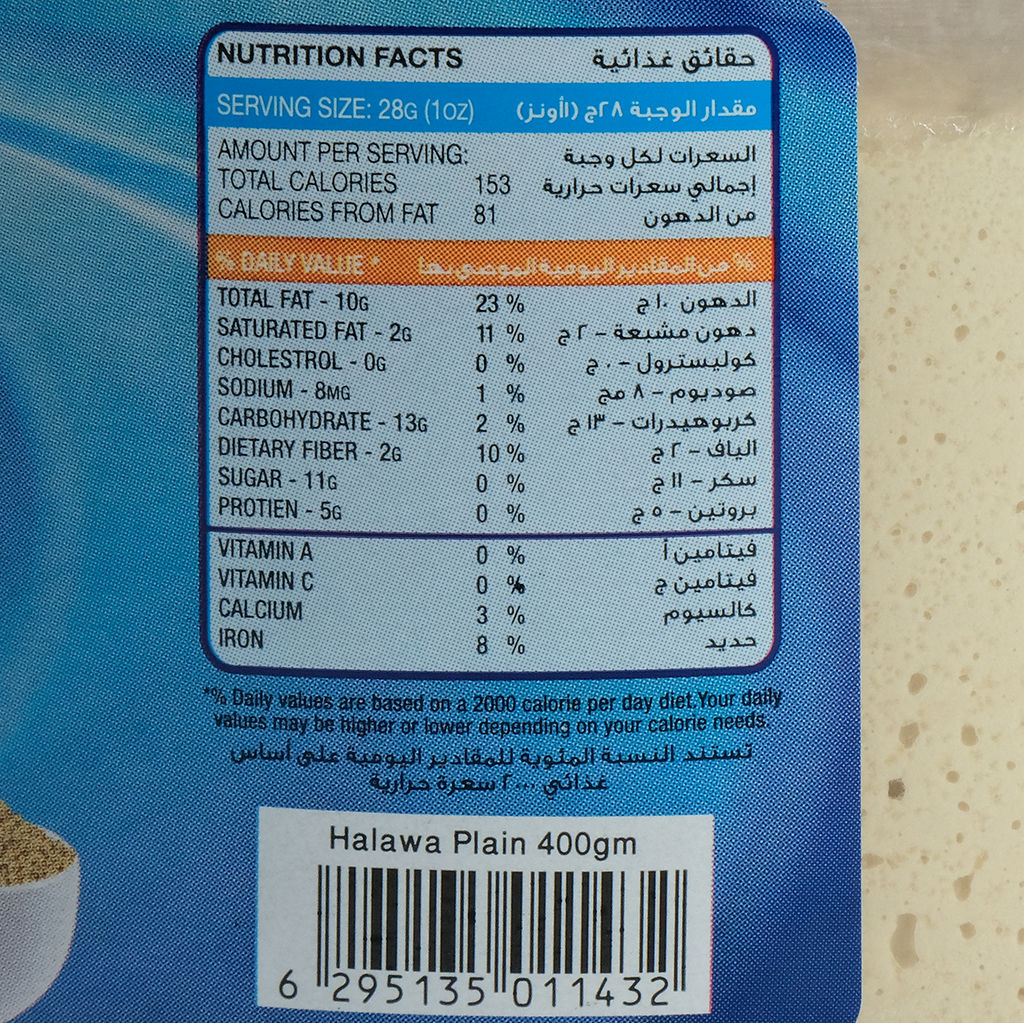 NUTRITION FACTS حقائق غذائية
SERVING SIZE: 28G (1OZ) مقدار الوجبة ٢٨ج (١أونز)
AMOUNT PER SERVING: السعرات لكل وجبة
TOTAL CALORIES 153 إجمالي سعرات حرارية
CALORIES FROM FAT 81 من الدهون
% DAILY VALUE * % من المقادير اليومية الموصي بها
TOTAL FAT - 10G 23 % الدهون ١٠ ج
SATURATED FAT - 2G 11 % دهون مشبعة - ٢ ج
CHOLESTROL - 0G 0 % كوليسترول - ٠ ج
SODIUM - 8MG 1 % صوديوم - ٨ مج
CARBOHYDRATE - 13G 2 % كربوهيدرات - ١٣ ج
DIETARY FIBER - 2G 10 % الياف - ٢ ج
SUGAR - 11G 0 % سكر - ١١ ج
PROTIEN - 5G 0 % بروتين - ٥ ج
VITAMIN A 0 % فيتامين أ
VITAMIN C 0 % فيتامين ج
CALCIUM 3 % كالسيوم
IRON 8 % حديد
*% Daily values are based on a 2000 calorie per day diet.Your daily
values may be higher or lower depending on your calorie needs.
تستند النسبة المئوية للمقادير اليومية على أساس
غذائي ٢٠٠٠ سعرة حرارية
Halawa Plain 400gm
6 295135 011432